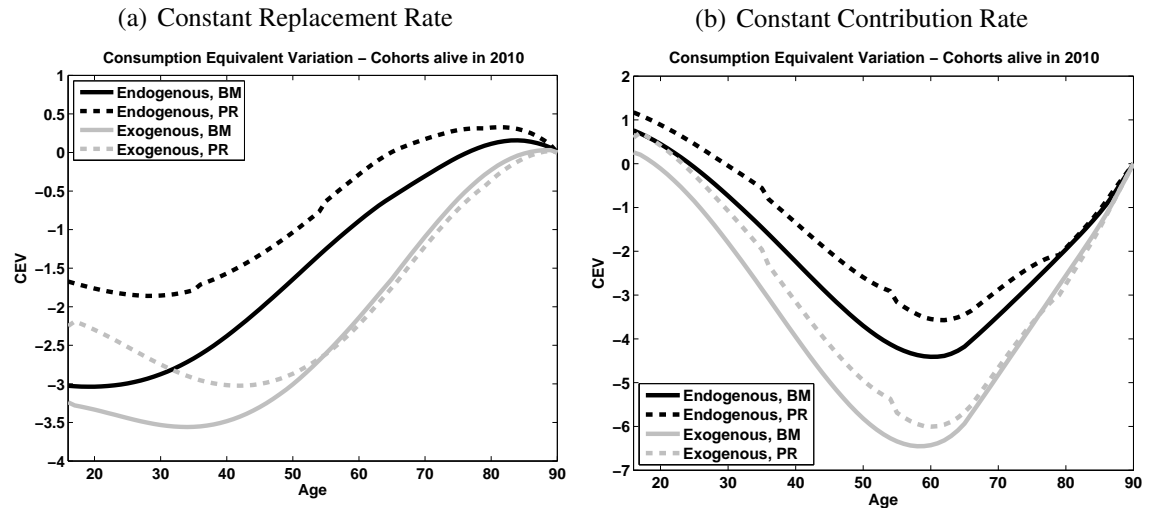 (a) Constant Replacement Rate
Consumption Equivalent Variation – Cohorts alive in 2010
1
0.5
0
−0.5
−1
−1.5
−2
−2.5
−3
−3.5
−4
CEV
Endogenous, BM
Endogenous, PR
Exogenous, BM
Exogenous, PR
20 30 40 50 60 70 80 90
Age
(b) Constant Contribution Rate
Consumption Equivalent Variation – Cohorts alive in 2010
2
1
0
−1
−2
−3
−4
−5
−6
−7
CEV
Endogenous, BM
Endogenous, PR
Exogenous, BM
Exogenous, PR
20 30 40 50 60 70 80 90
Age